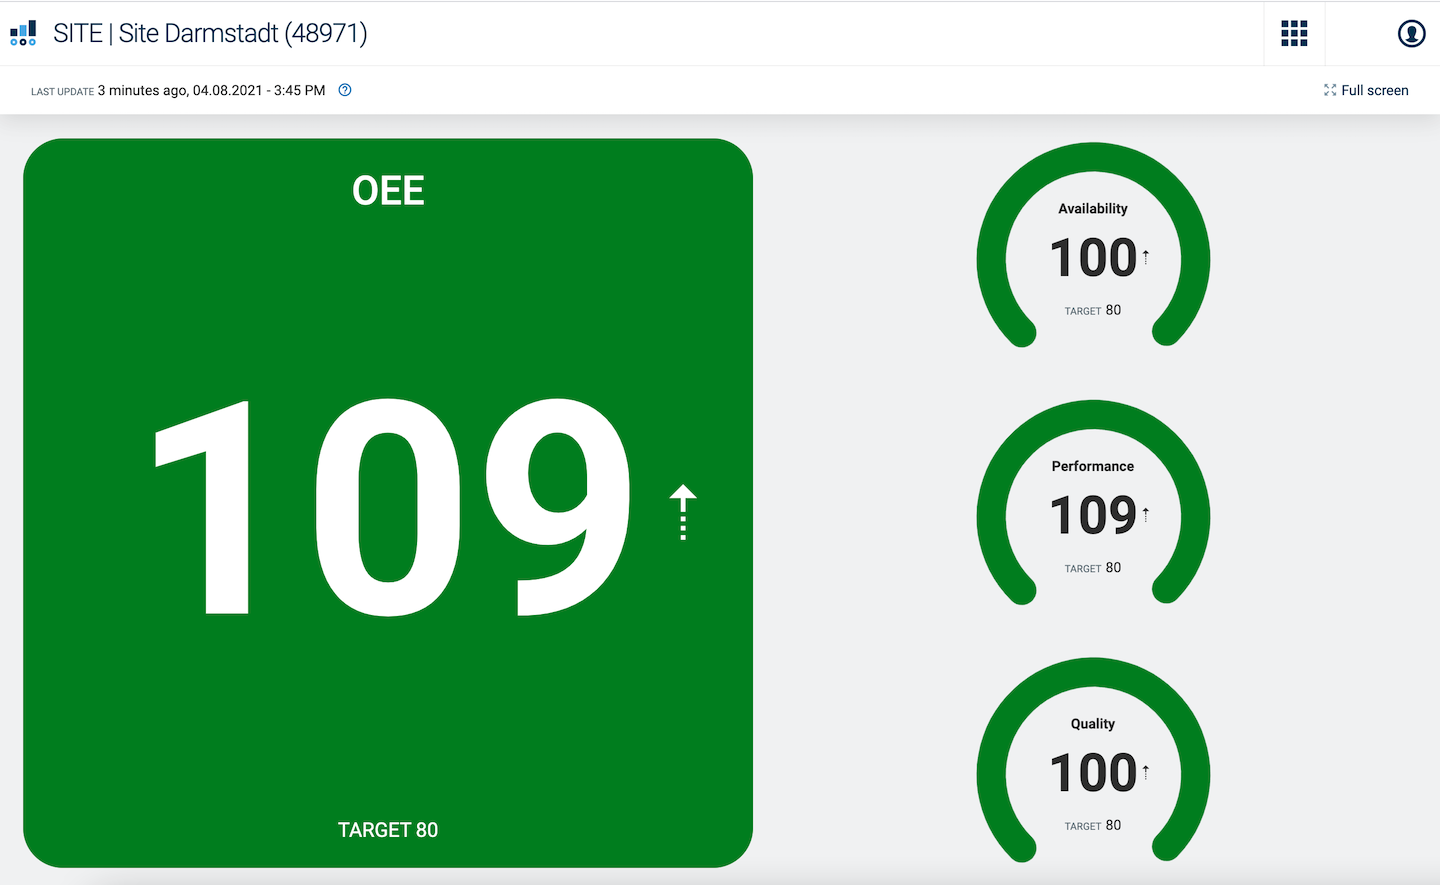 SITE | Site Darmstadt (48971)
LAST UPDATE 3 minutes ago, 04.08.2021 - 3:45 PM
Full screen
OEE
109
TARGET 80
Availability
100
TARGET 80
Performance
109
TARGET 80
Quality
100
TARGET 80